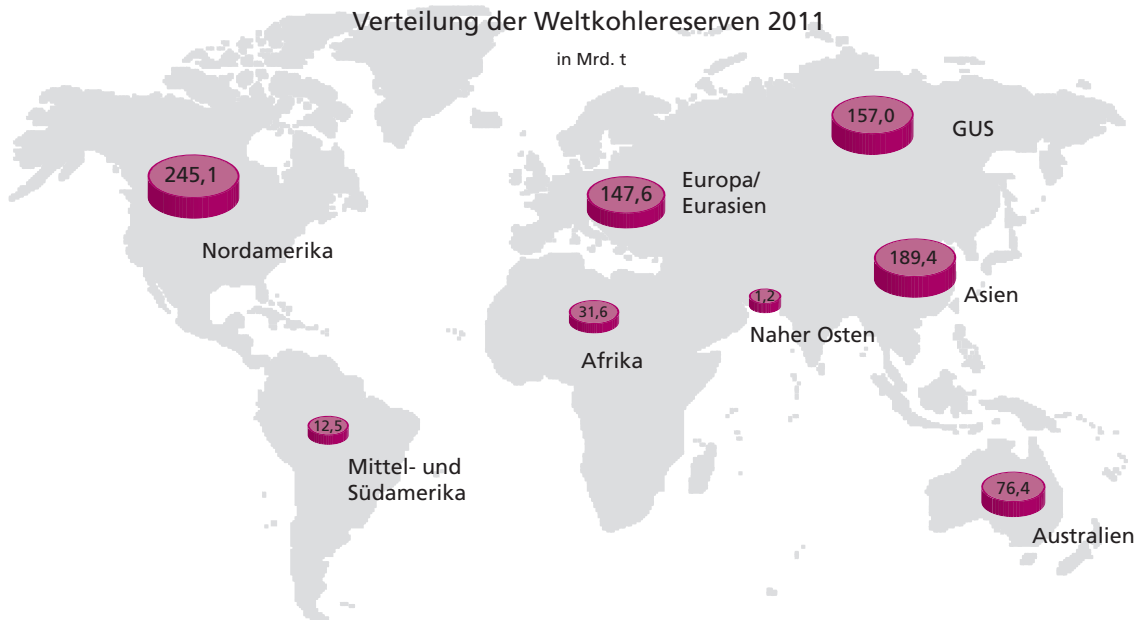 Verteilung der Weltkohlereserven 2011
in Mrd. t
157,0
GUS
245,1
Nordamerika
147,6
Europa/
Eurasien
189,4
Asien
1,2
Naher Osten
31,6
Afrika
12,5
Mittel- und
Südamerika
76,4
Australien